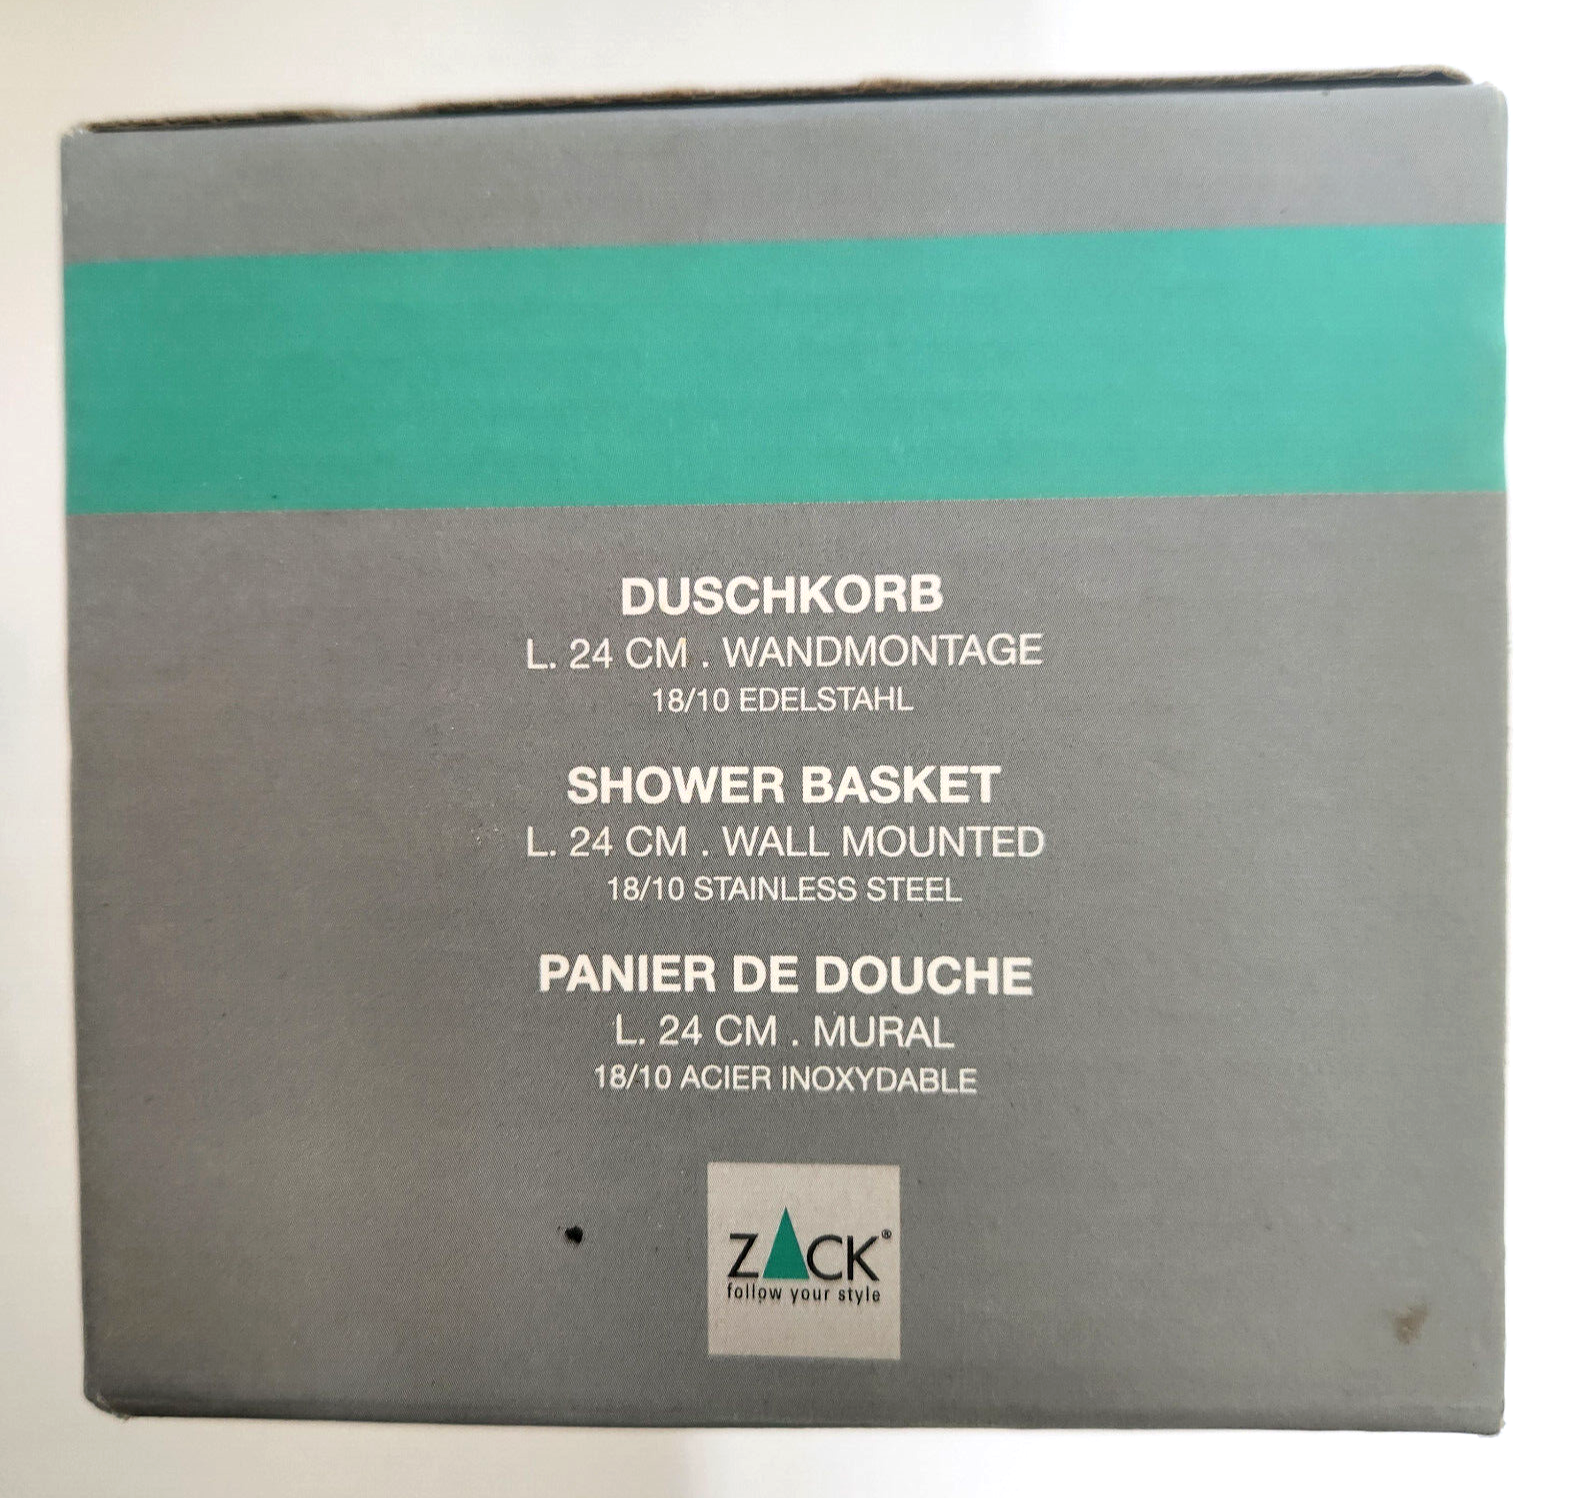 DUSCHKORB
L. 24 CM . WANDMONTAGE
18/10 EDELSTAHL
SHOWER BASKET
L. 24 CM . WALL MOUNTED
18/10 STAINLESS STEEL
PANIER DE DOUCHE
L. 24 CM . MURAL
18/10 ACIER INOXYDABLE
ZACK®
follow your style